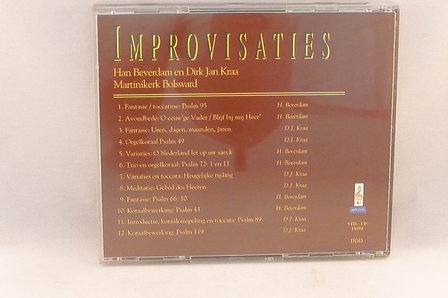 IMPROVISATIES
Han Beverdam en Dirk Jan Kraa
Martinikerk Bolsward
1. Fantasie / toccatine: Psalm 95 H. Beverdam
2. Avondbede: O eeuw'ge Vader / Blijf bij mij Heer' H. Beverdam
3. Fantasie: Uren, dagen, maanden, jaren D.J. Kraa
4. Orgelkoraal Psalm 49 D.J. Kraa
5. Variaties: O Nederland let op uw saeck H. Beverdam
6. Trio en orgelkoraal: Psalm 72: 1 en 11 H. Beverdam
7. Variaties en toccata: Heugelijke tijding D.J. Kraa
8. Meditatie: Gebed des Heeren D.J. Kraa
9. Fantasie: Psalm 66: 10 H. Beverdam
10. Koraalbewerking: Psalm 43 H. Beverdam
11. Introductie, koraalomspeling en toccata: Psalm 89 D.J. Kraa
12. Koraalbewerking: Psalm 119 D.J. Kraa
STH - CD
DDD